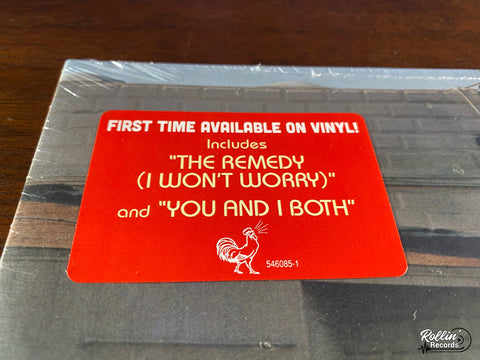 FIRST TIME AVAILABLE ON VINYL!
Includes
"THE REMEDY
(I WON'T WORRY)"
and "YOU AND I BOTH"
546085-1
Rollin
Records